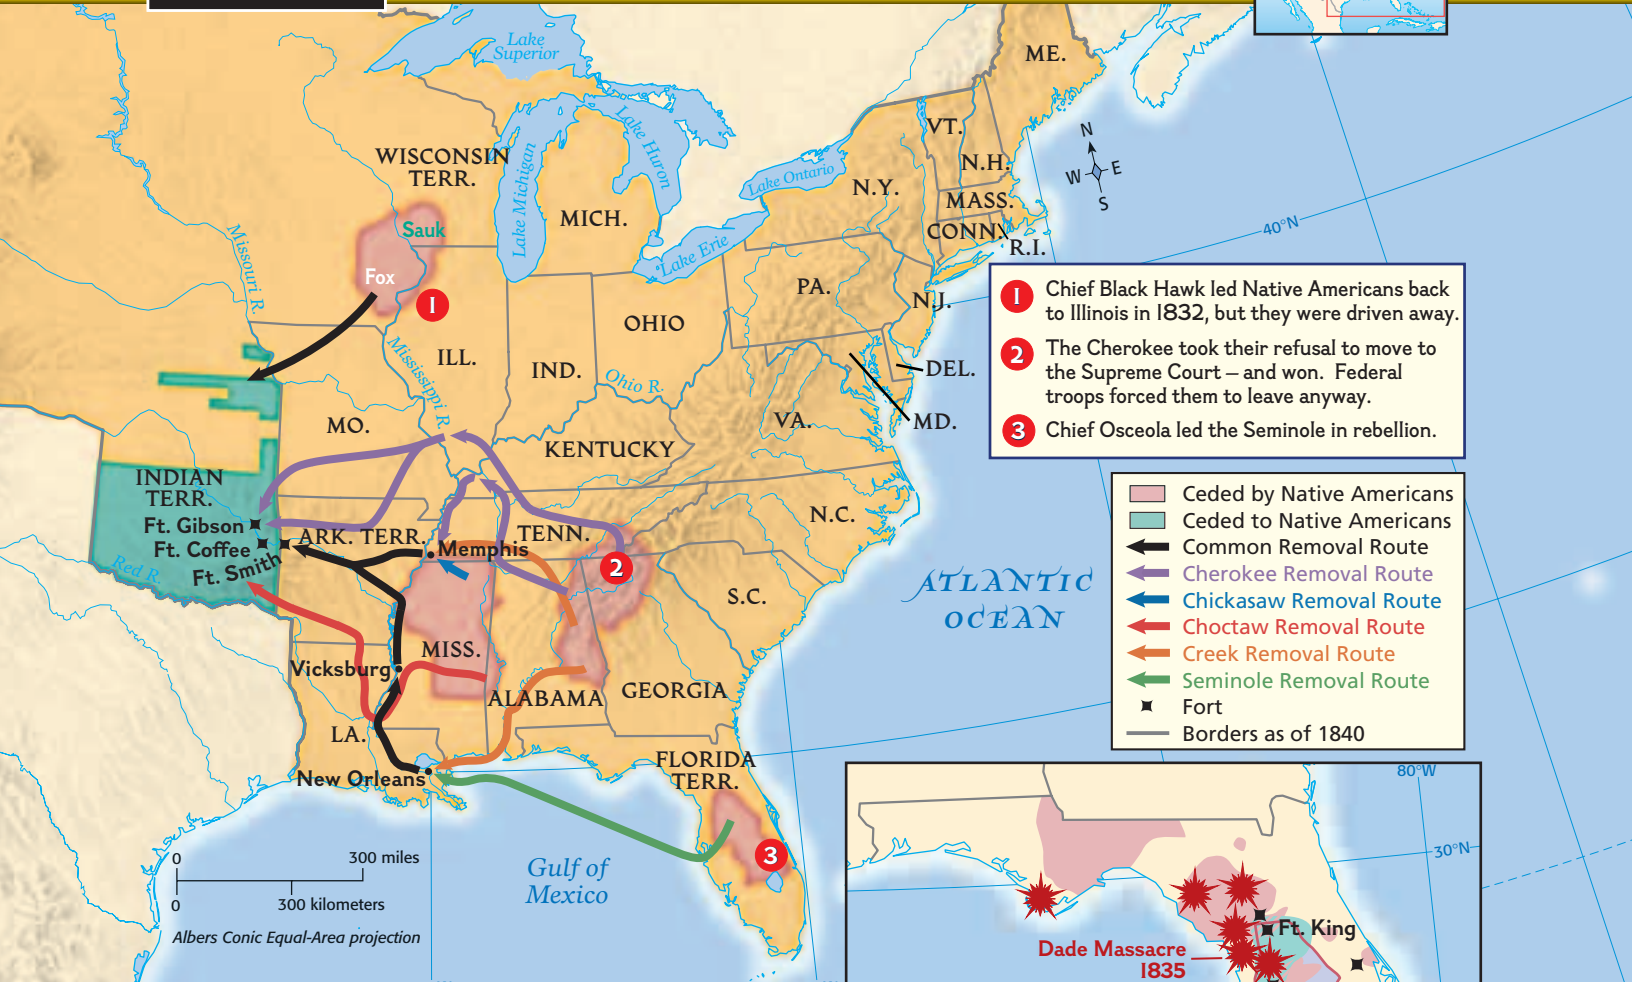 Lake
Superior
ME.
WISCONSIN
TERR.
Lake Michigan
Lake Huron
VT.
N.H.
Lake Ontario
N.Y.
MASS.
MICH.
CONN.
R.I.
Lake Erie
N
W
E
S
40°N
Sauk
Fox
1
Missouri R.
PA.
N.J.
OHIO
ILL.
IND.
Mississippi R.
Ohio R.
DEL.
MD.
MO.
VA.
KENTUCKY
1 Chief Black Hawk led Native Americans back
to Illinois in 1832, but they were driven away.
2 The Cherokee took their refusal to move to
the Supreme Court – and won. Federal
troops forced them to leave anyway.
3 Chief Osceola led the Seminole in rebellion.
INDIAN
TERR.
Ft. Gibson
Ft. Coffee
Ft. Smith
Red R.
ARK. TERR.
Memphis
TENN.
N.C.
2
S.C.
ATLANTIC
OCEAN
MISS.
Vicksburg
ALABAMA
GEORGIA
LA.
New Orleans
FLORIDA
TERR.
3
Gulf of
Mexico
Ceded by Native Americans
Ceded to Native Americans
Common Removal Route
Cherokee Removal Route
Chickasaw Removal Route
Choctaw Removal Route
Creek Removal Route
Seminole Removal Route
Fort
Borders as of 1840
0 300 miles
0 300 kilometers
Albers Conic Equal-Area projection
80°W
30°N
Ft. King
Dade Massacre
1835